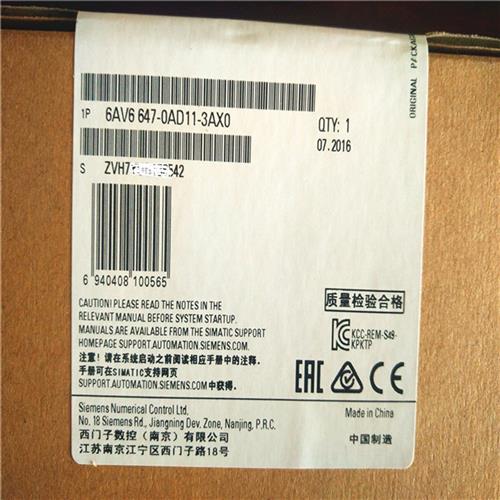 ORIGINAL PACKAGE
1P 6AV6 647-0AD11-3AX0
QTY: 1
07.2016
S ZVH7 542
6 940408 100565
CAUTION! PLEASE READ THE NOTES IN THE
RELEVANT MANUAL BEFORE SYSTEM STARTUP.
MANUALS ARE AVAILABLE FROM THE SIMATIC SUPPORT
HOMEPAGE SUPPORT.AUTOMATION.SIEMENS.COM
注意！请在系统启动之前阅读相应手册中的注释。
手册可在SIMATIC支持网页
SUPPORT.AUTOMATION.SIEMENS.COM中获得。
质量检验合格
KCC-REM-S49-
KPKTP
EAC
CE
Siemens Numerical Control Ltd.
No. 18 Siemens Rd., Jiangning Dev. Zone, Nanjing, P.R.C.
西门子数控（南京）有限公司
江苏南京江宁区西门子路18号
Made in China
中国制造